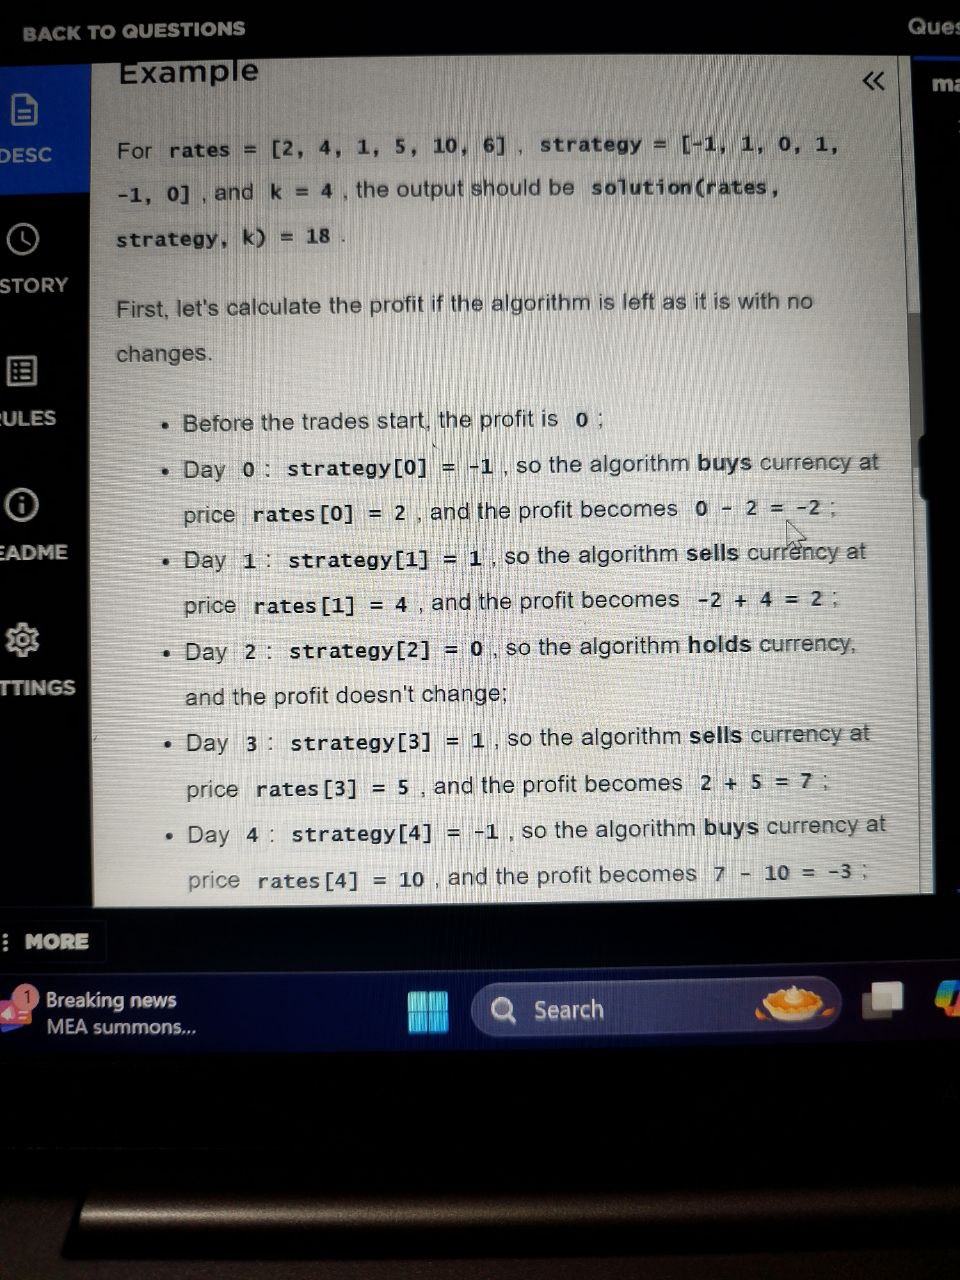 BACK TO QUESTIONS
Example
For rates = [2, 4, 1, 5, 10, 6] , strategy = [-1, 1, 0, 1,
-1, 0] , and k = 4 , the output should be solution(rates,
strategy, k) = 18 .
First, let's calculate the profit if the algorithm is left as it is with no
changes.
• Before the trades start, the profit is 0 ;
• Day 0 : strategy[0] = -1 , so the algorithm buys currency at
price rates[0] = 2 , and the profit becomes 0 - 2 = -2 ;
• Day 1 : strategy[1] = 1 , so the algorithm sells currency at
price rates[1] = 4 , and the profit becomes -2 + 4 = 2 ;
• Day 2 : strategy[2] = 0 , so the algorithm holds currency,
and the profit doesn't change;
• Day 3 : strategy[3] = 1 , so the algorithm sells currency at
price rates[3] = 5 , and the profit becomes 2 + 5 = 7 ;
• Day 4 : strategy[4] = -1 , so the algorithm buys currency at
price rates[4] = 10 , and the profit becomes 7 - 10 = -3 ;
DESC
STORY
ULES
EADME
TTINGS
MORE
Ques
ma
1
Breaking news
MEA summons...
Search